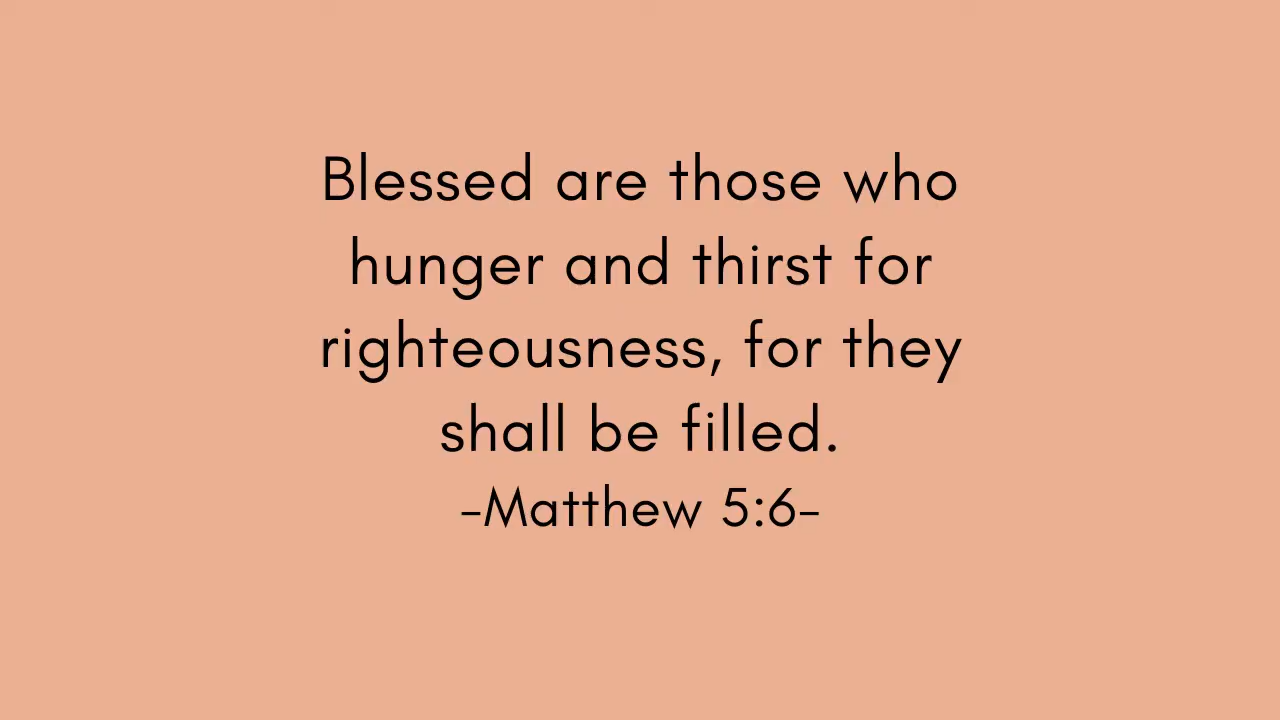 Blessed are those who
hunger and thirst for
righteousness, for they
shall be filled.
-Matthew 5:6-